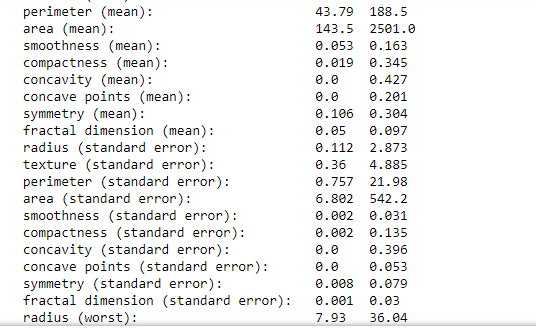 perimeter (mean): 43.79 188.5
area (mean): 143.5 2501.0
smoothness (mean): 0.053 0.163
compactness (mean): 0.019 0.345
concavity (mean): 0.0 0.427
concave points (mean): 0.0 0.201
symmetry (mean): 0.106 0.304
fractal dimension (mean): 0.05 0.097
radius (standard error): 0.112 2.873
texture (standard error): 0.36 4.885
perimeter (standard error): 0.757 21.98
area (standard error): 6.802 542.2
smoothness (standard error): 0.002 0.031
compactness (standard error): 0.002 0.135
concavity (standard error): 0.0 0.396
concave points (standard error): 0.0 0.053
symmetry (standard error): 0.008 0.079
fractal dimension (standard error): 0.001 0.03
radius (worst): 7.93 36.04